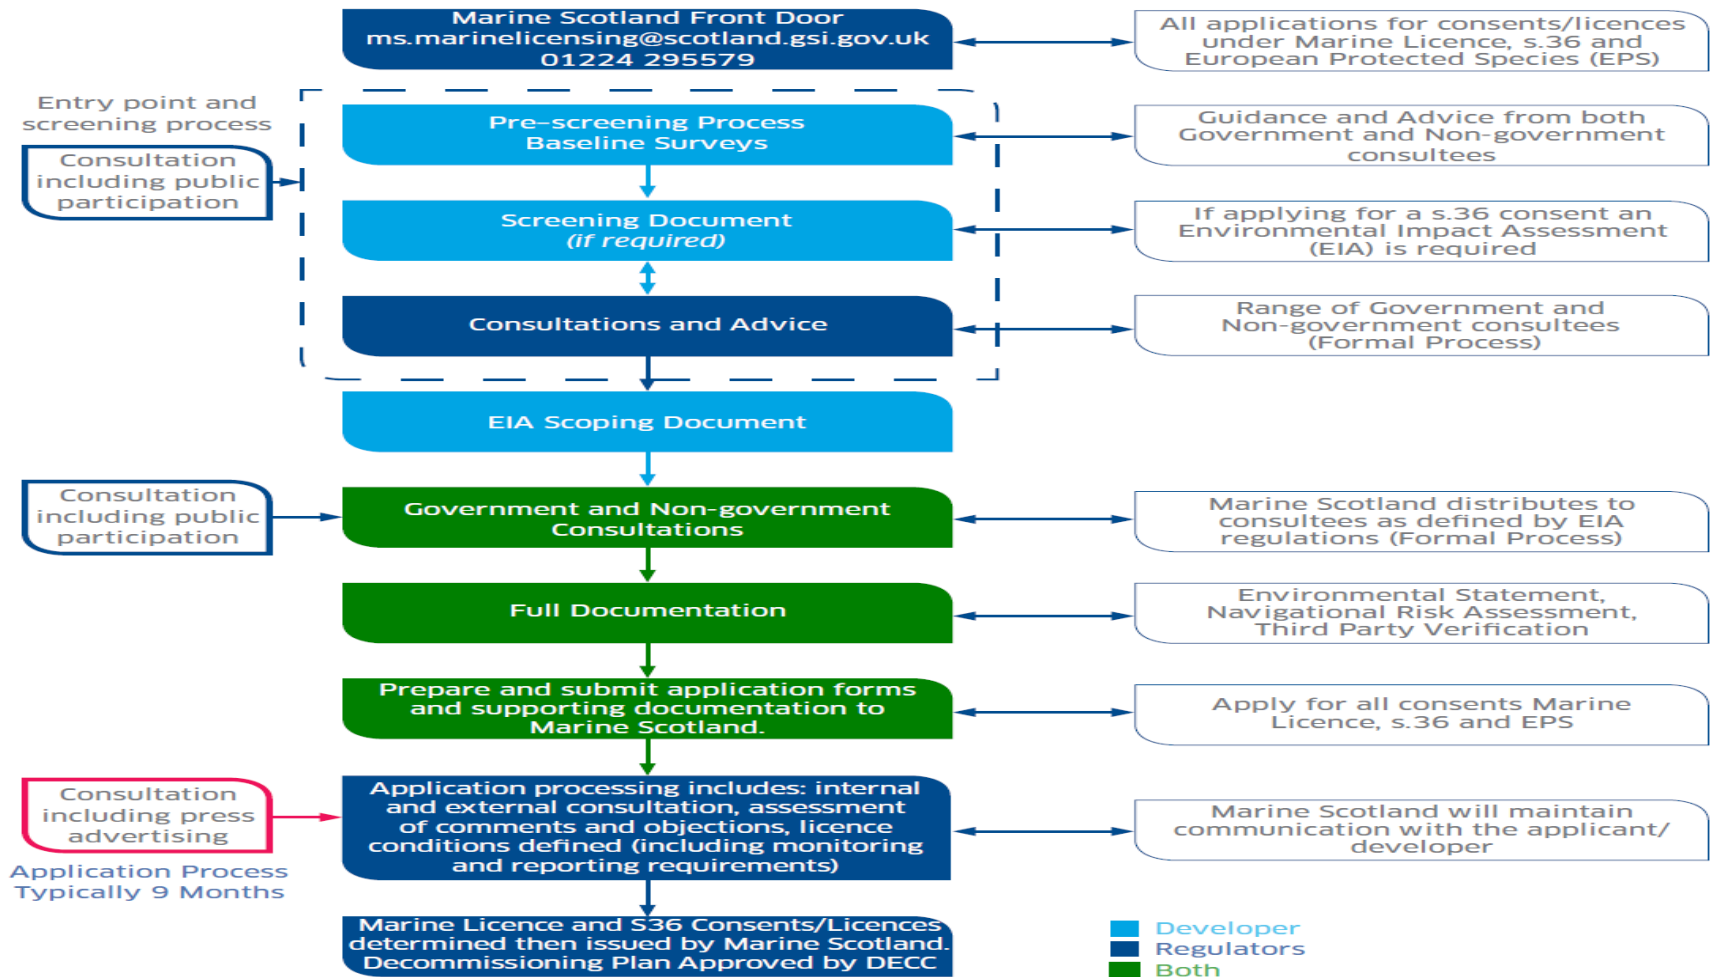 Marine Scotland Front Door
ms.marinelicensing@scotland.gsi.gov.uk
01224 295579
All applications for consents/licences
under Marine Licence, s.36 and
European Protected Species (EPS)
Entry point and
screening process
Consultation
including public
participation
Pre-screening Process
Baseline Surveys
Guidance and Advice from both
Government and Non-government
consultees
Screening Document
(if required)
If applying for a s.36 consent an
Environmental Impact Assessment
(EIA) is required
Consultations and Advice
Range of Government and
Non-government consultees
(Formal Process)
EIA Scoping Document
Consultation
including public
participation
Government and Non-government
Consultations
Marine Scotland distributes to
consultees as defined by EIA
regulations (Formal Process)
Full Documentation
Environmental Statement,
Navigational Risk Assessment,
Third Party Verification
Prepare and submit application forms
and supporting documentation to
Marine Scotland.
Apply for all consents Marine
Licence, s.36 and EPS
Consultation
including press
advertising
Application Process
Typically 9 Months
Application processing includes: internal
and external consultation, assessment
of comments and objections, licence
conditions defined (including monitoring
and reporting requirements)
Marine Scotland will maintain
communication with the applicant/
developer
Marine Licence and S36 Consents/Licences
determined then issued by Marine Scotland.
Decommissioning Plan Approved by DECC
Developer
Regulators
Both